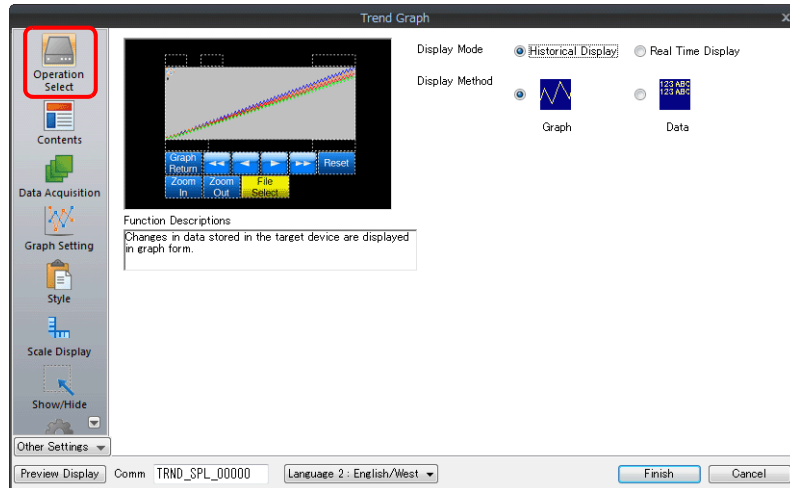 Trend Graph
x
Operation
Select
Contents
Data Acquisition
Graph Setting
Style
Scale Display
Show/Hide
Other Settings
Graph
Return
Reset
Zoom
In
Zoom
Out
File
Select
Function Descriptions
Changes in data stored in the target device are displayed
in graph form.
Display Mode
Historical Display
Real Time Display
Display Method
123 ABC
123 ABC
Graph
Data
Preview Display
Comm
TRND_SPL_00000
Language 2 : English/West
Finish
Cancel